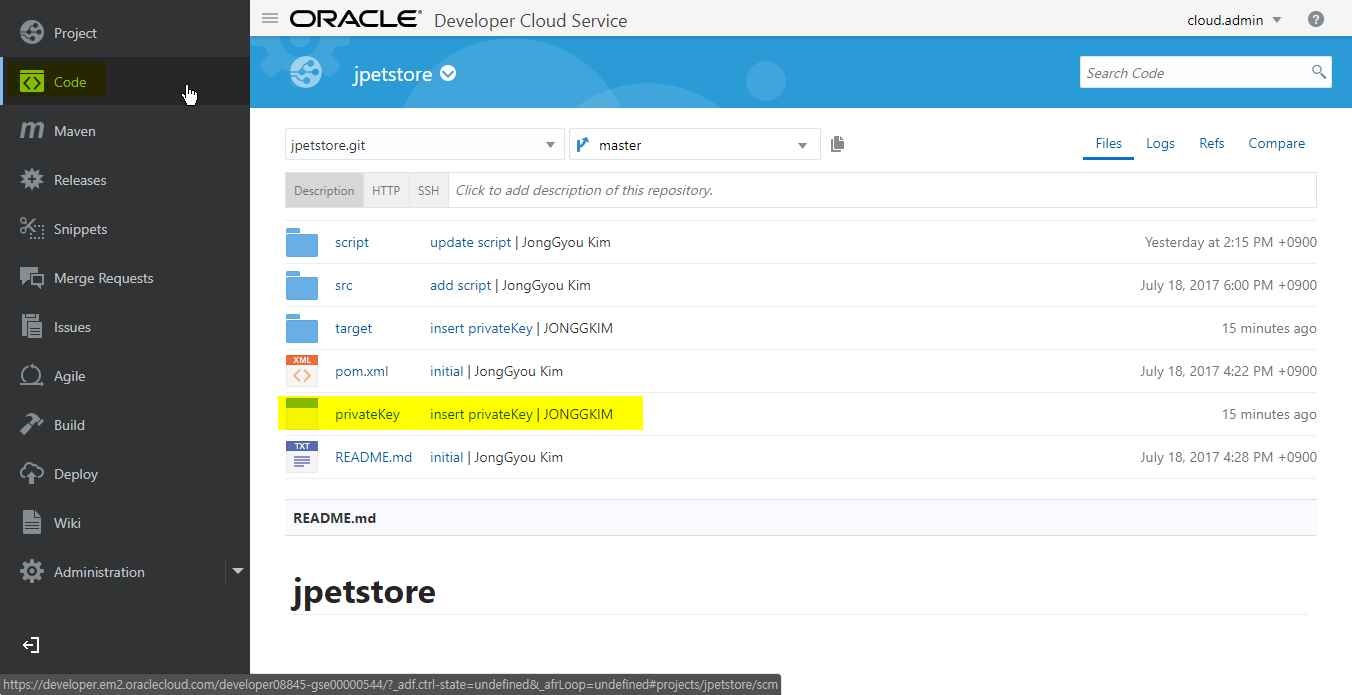 Project
Code
Maven
Releases
Snippets
Merge Requests
Issues
Agile
Build
Deploy
Wiki
Administration
ORACLE® Developer Cloud Service
cloud.admin
?
jpetstore
Search Code
jpetstore.git
master
Files Logs Refs Compare
Description HTTP SSH Click to add description of this repository.
script update script | JongGyou Kim Yesterday at 2:15 PM +0900
src add script | JongGyou Kim July 18, 2017 6:00 PM +0900
target insert privateKey | JONGGKIM 15 minutes ago
XML
pom.xml initial | JongGyou Kim July 18, 2017 4:22 PM +0900
privateKey insert privateKey | JONGGKIM 15 minutes ago
TXT
README.md initial | JongGyou Kim July 18, 2017 4:28 PM +0900
README.md
jpetstore
https://developer.em2.oraclecloud.com/developer08845-gse00000544/?_adf.ctrl-state=undefined&_afrLoop=undefined#projects/jpetstore/scm